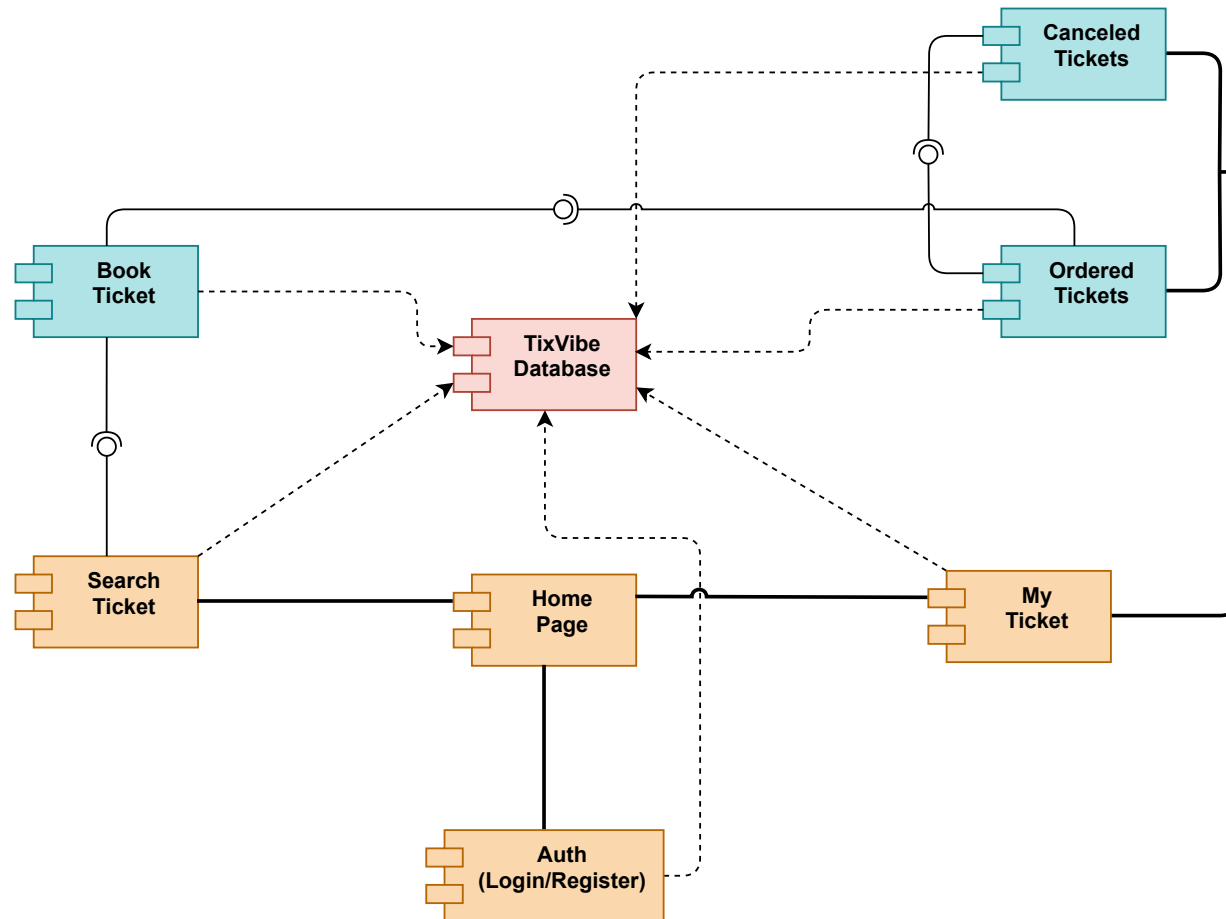 Canceled
Tickets
Book
Ticket
Ordered
Tickets
TixVibe
Database
Search
Ticket
Home
Page
My
Ticket
Auth
(Login/Register)